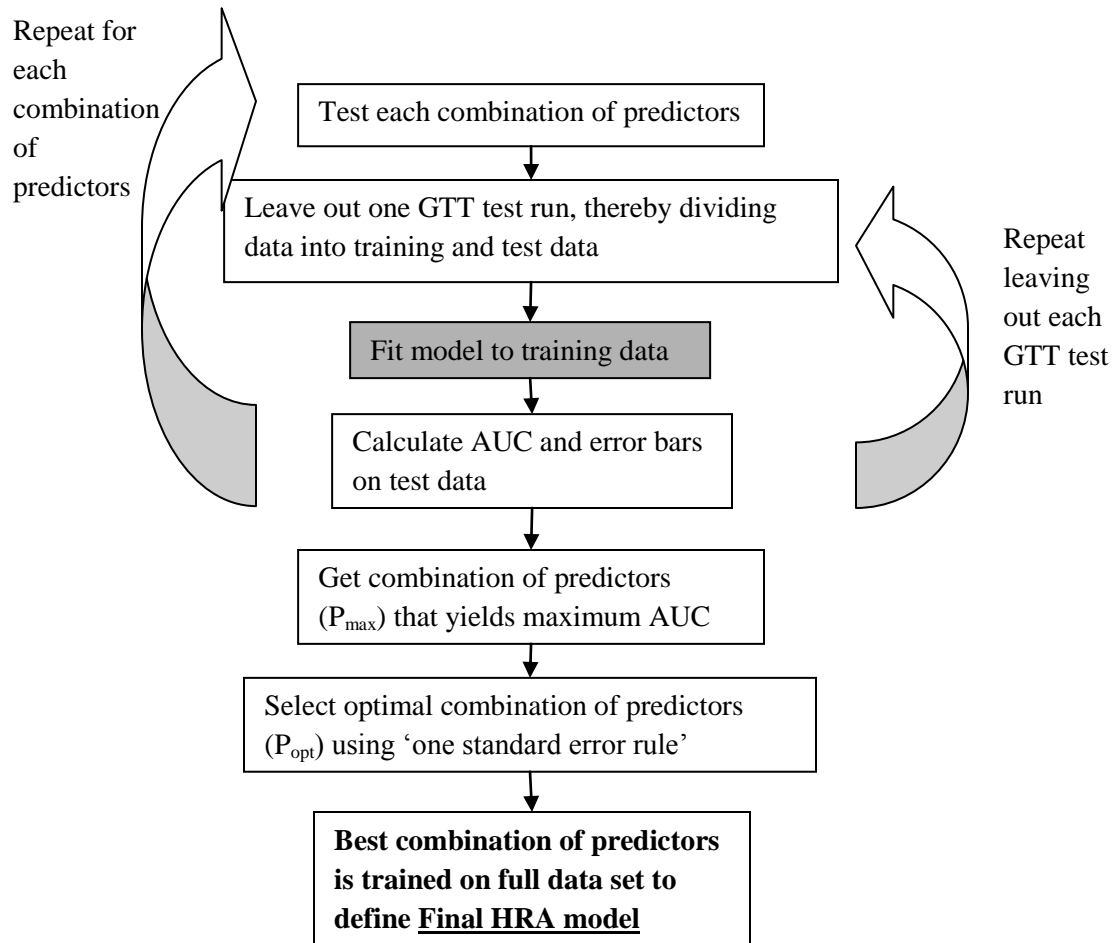 Repeat for
each
combination
of
predictors
Test each combination of predictors
Leave out one GTT test run, thereby dividing
data into training and test data
Repeat
leaving
out each
GTT test
run
Fit model to training data
Calculate AUC and error bars
on test data
Get combination of predictors
(Pmax) that yields maximum AUC
Select optimal combination of predictors
(Popt) using ‘one standard error rule’
Best combination of predictors
is trained on full data set to
define Final HRA model